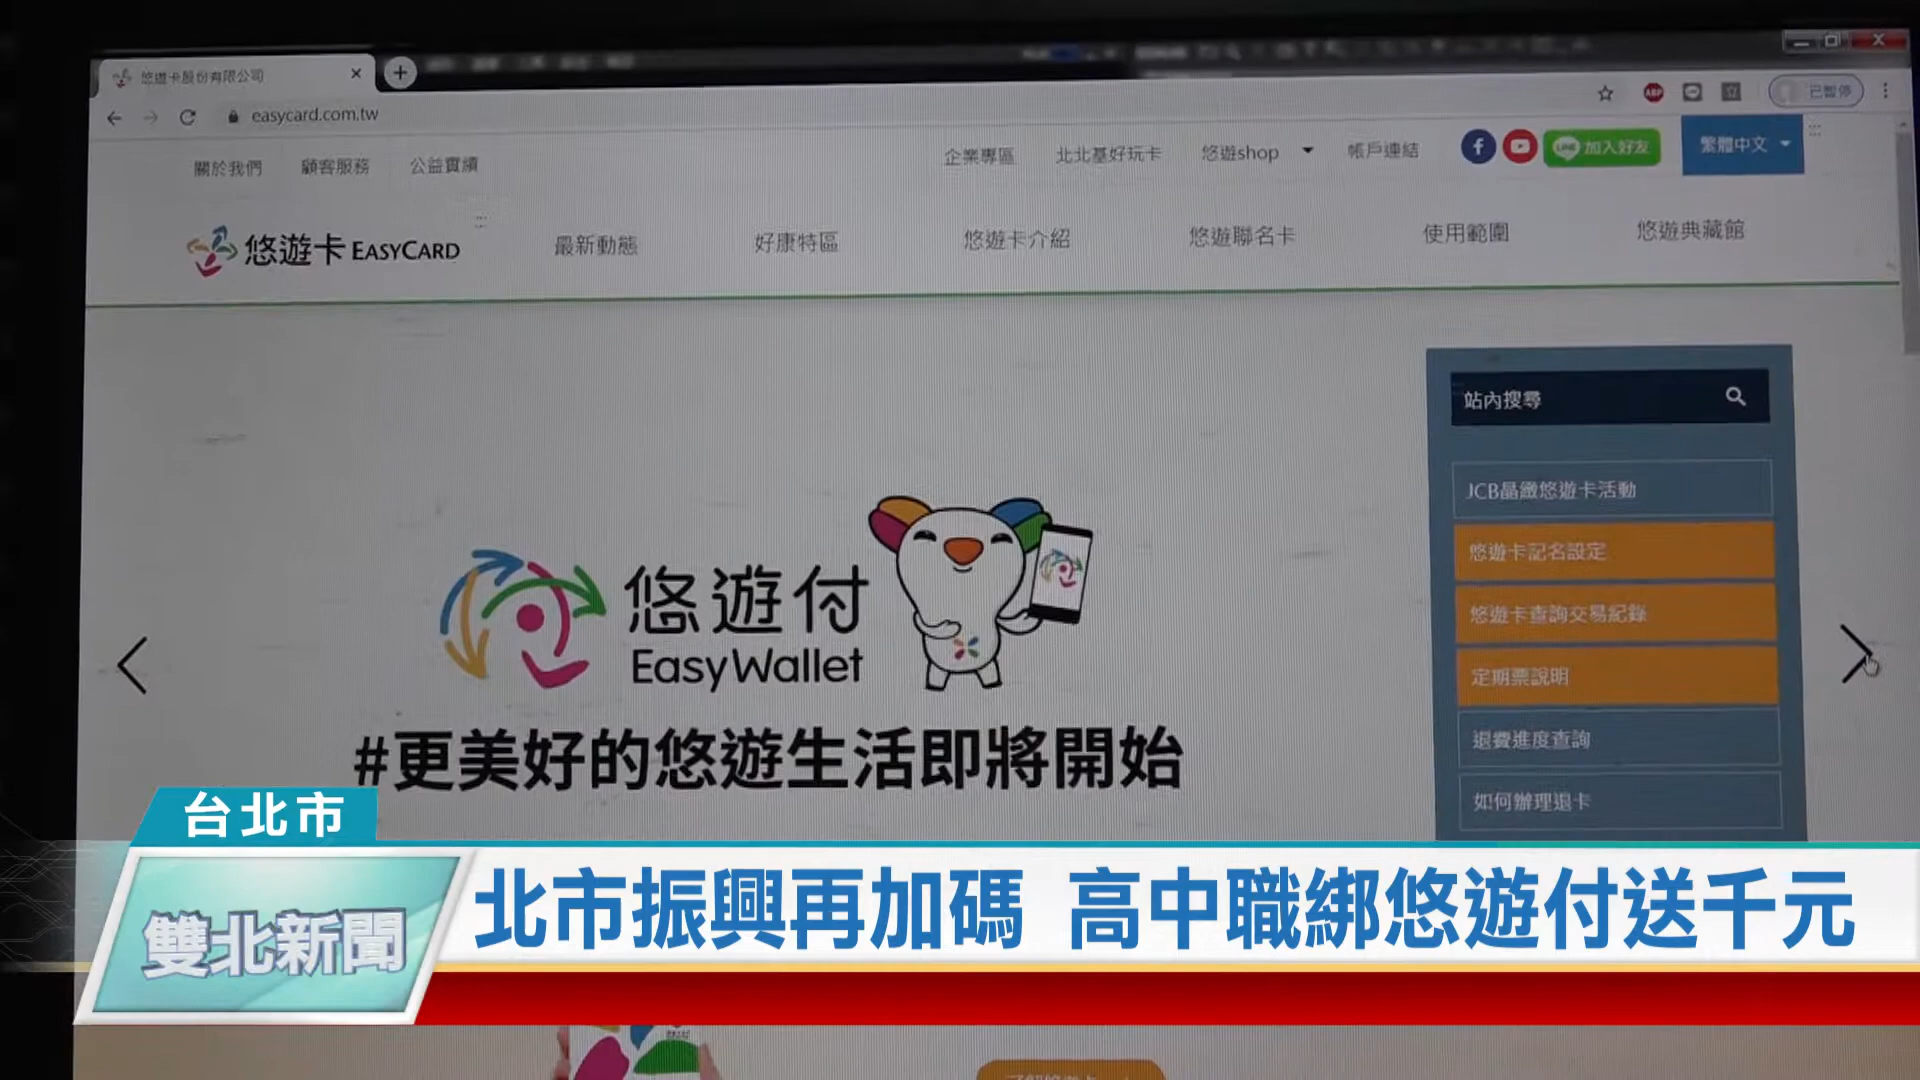 悠遊卡股份有限公司
easycard.com.tw
ABP
已暫停
關於我們 顧客服務 公益實績
企業專區 北北基好玩卡 悠遊shop 帳戶連結
LINE 加入好友
繁體中文
悠遊卡 EASYCARD
最新動態 好康特區 悠遊卡介紹 悠遊聯名卡 使用範圍 悠遊典藏館
站內搜尋
JCB晶緻悠遊卡活動
悠遊卡記名設定
悠遊卡查詢交易紀錄
定期票說明
退費進度查詢
如何辦理退卡
悠遊付
EasyWallet
#更美好的悠遊生活即將開始
台北市
雙北新聞
北市振興再加碼 高中職綁悠遊付送千元